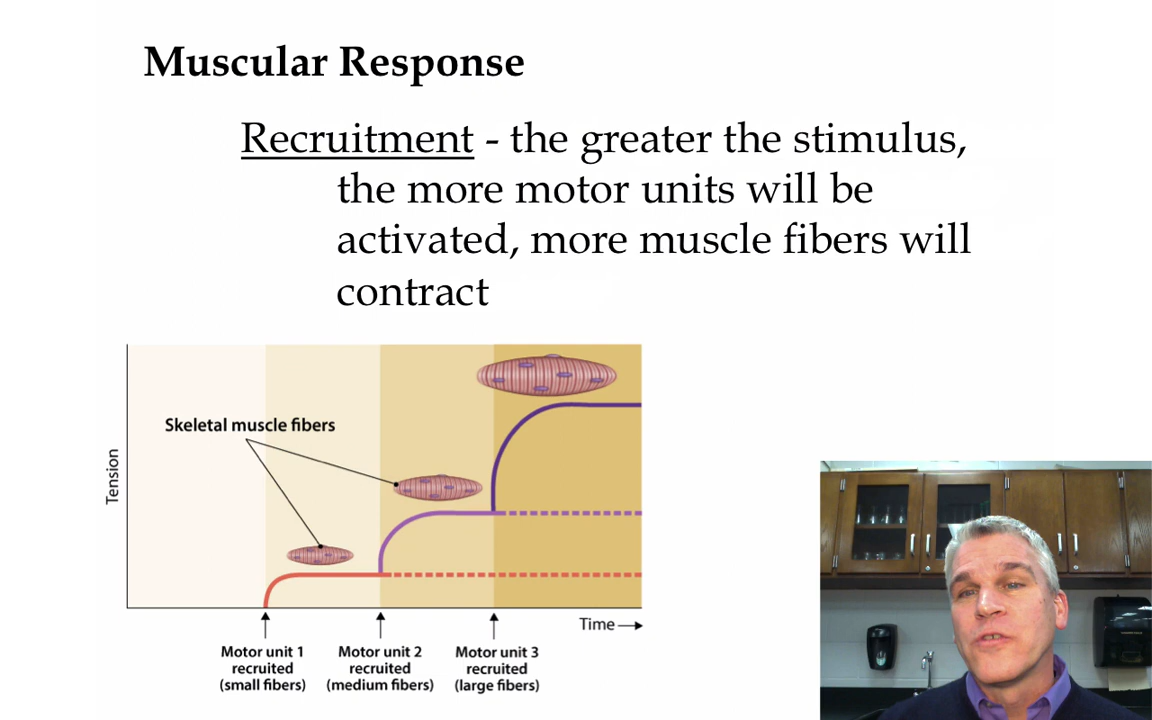 Muscular Response
Recruitment - the greater the stimulus,
the more motor units will be
activated, more muscle fibers will
contract
Skeletal muscle fibers
Tension
Time
Motor unit 1
recruited
(small fibers)
Motor unit 2
recruited
(medium fibers)
Motor unit 3
recruited
(large fibers)